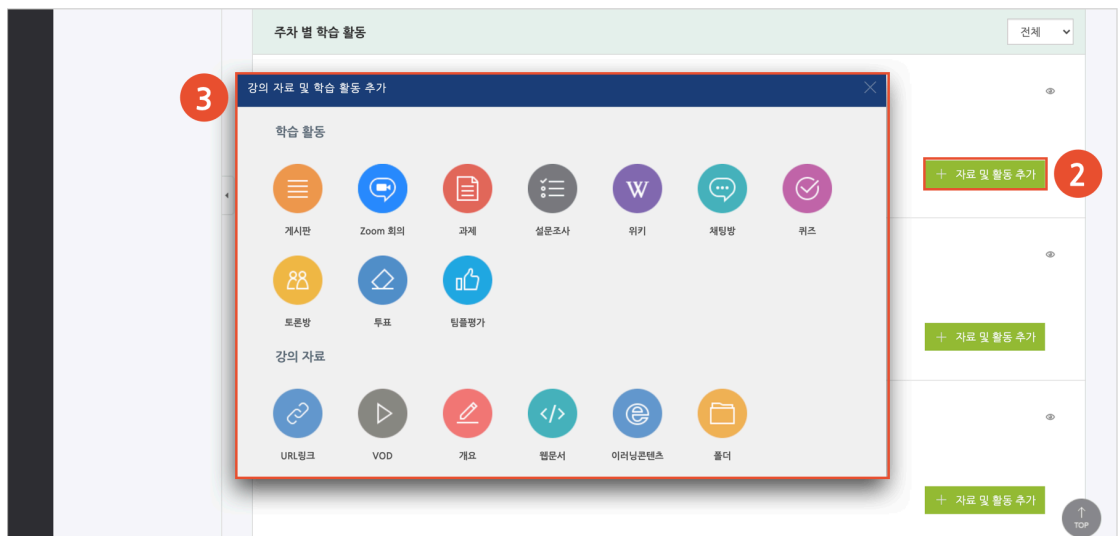 주차 별 학습 활동
전체
3
강의 자료 및 학습 활동 추가
학습 활동
+ 자료 및 활동 추가
2
게시판 Zoom 회의 과제 설문조사 위키 채팅방 퀴즈
토론방 투표 팀플평가
+ 자료 및 활동 추가
강의 자료
URL링크 VOD 개요 웹문서 이러닝콘텐츠 폴더
+ 자료 및 활동 추가
TOP